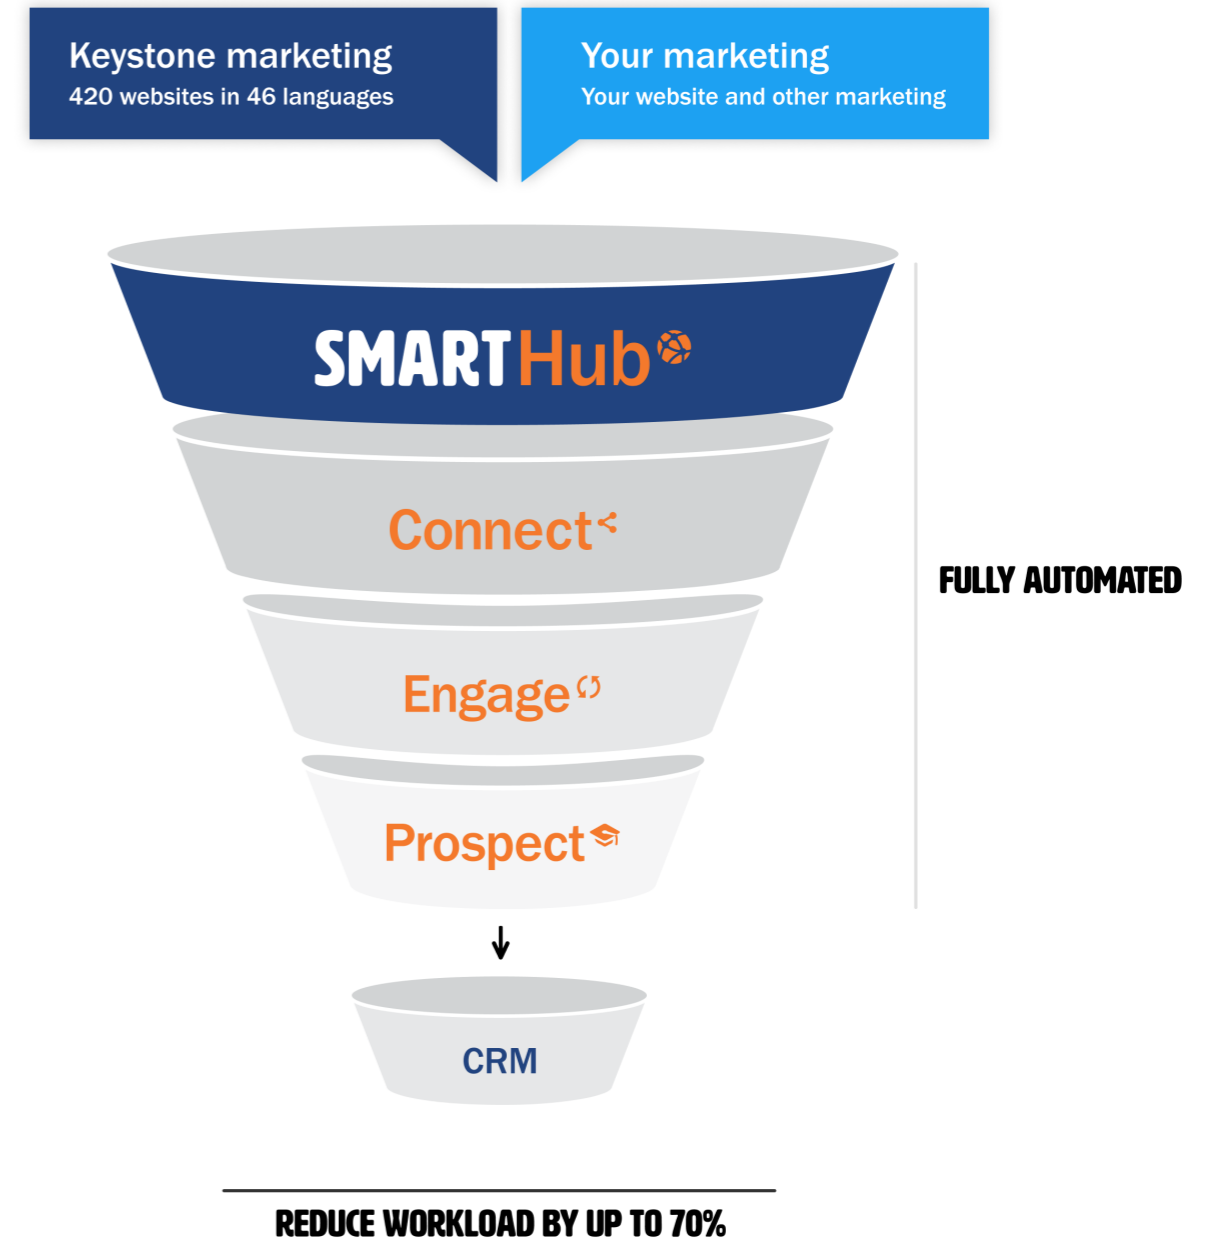 Keystone marketing
420 websites in 46 languages
Your marketing
Your website and other marketing
SMARTHub
Connect
FULLY AUTOMATED
Engage
Prospect
CRM
REDUCE WORKLOAD BY UP TO 70%